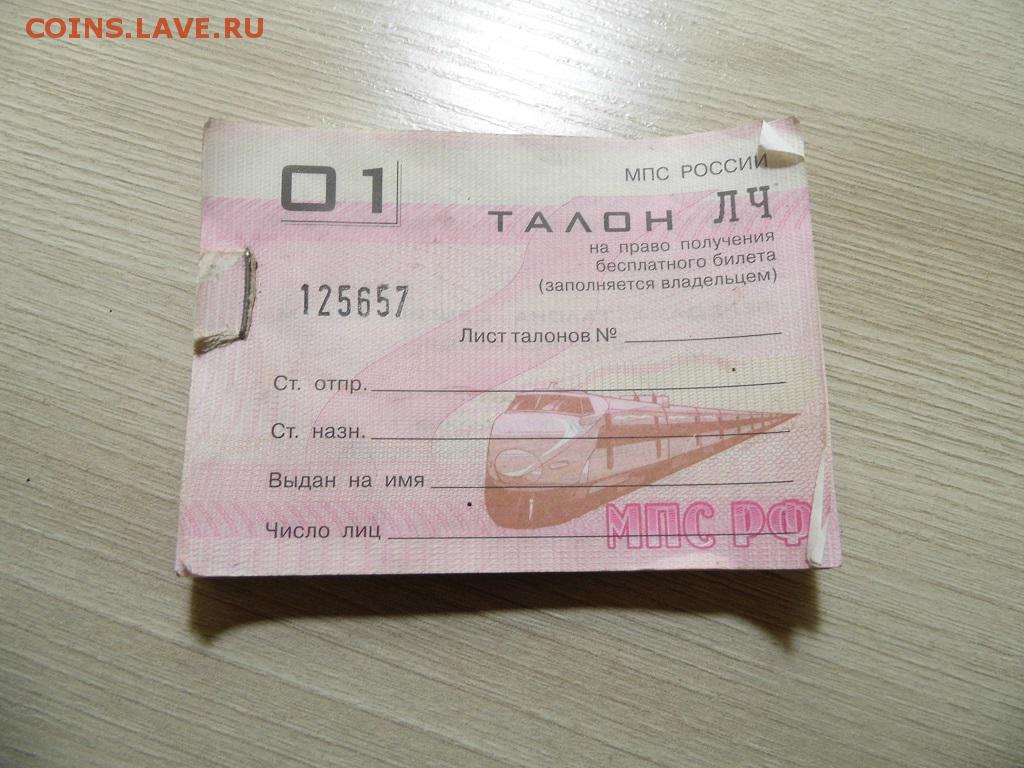 COINS.LAVE.RU
01
МПС РОССИИ
ТАЛОН ЛЧ
на право получения
бесплатного билета
(заполняется владельцем)
125657
Лист талонов №
Ст. отпр.
Ст. назн.
Выдан на имя
Число лиц
МПС РФ